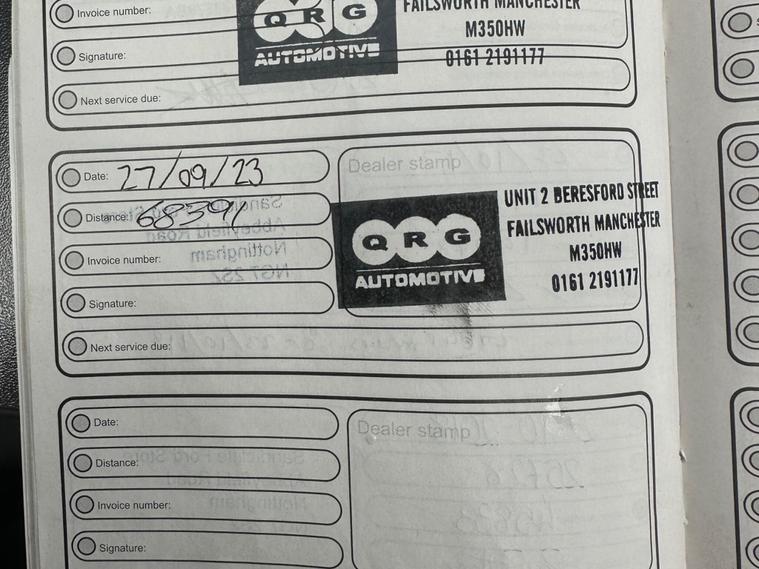 Invoice number:
Signature:
Next service due:
QRG
AUTOMOTIVE
FAILSWORTH MANCHESTER
M350HW
0161 2191177
Date: 27/09/23
Distance: 68391
Invoice number:
Signature:
Next service due:
Dealer stamp
QRG
AUTOMOTIVE
UNIT 2 BERESFORD STREET
FAILSWORTH MANCHESTER
M350HW
0161 2191177
Date:
Distance:
Invoice number:
Signature:
Dealer stamp